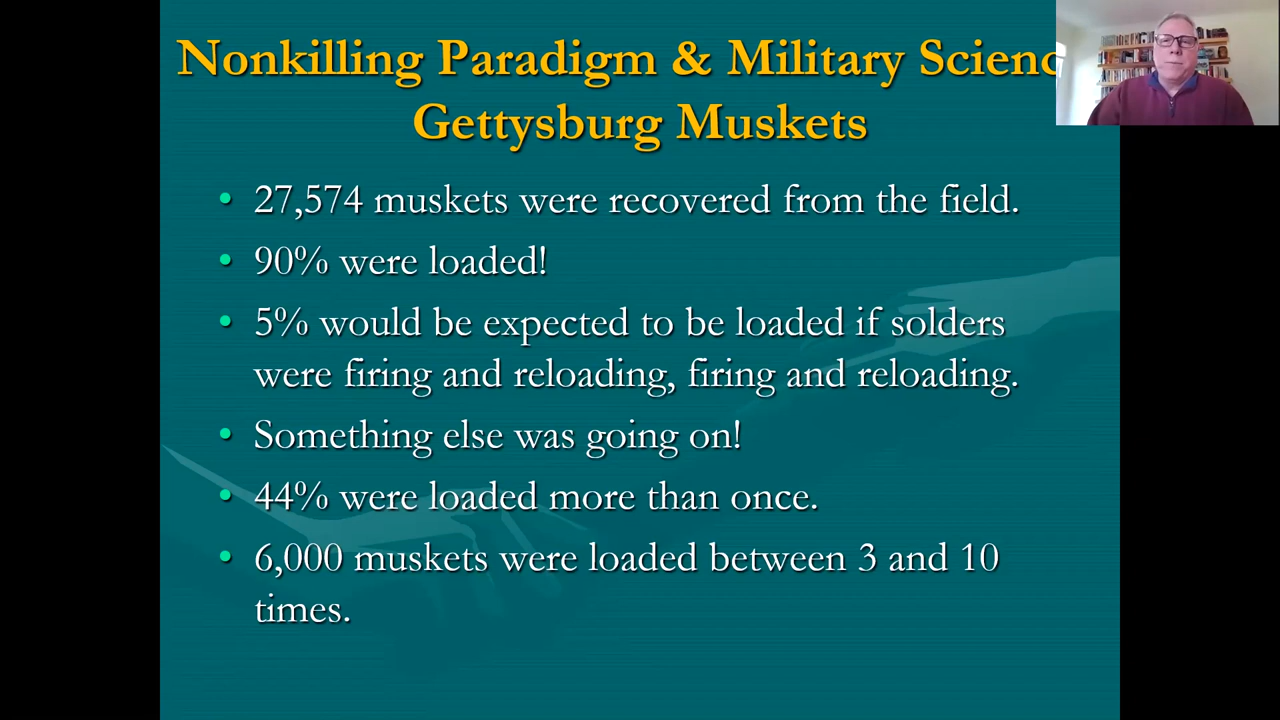 Nonkilling Paradigm & Military Scienc
Gettysburg Muskets
• 27,574 muskets were recovered from the field.
• 90% were loaded!
• 5% would be expected to be loaded if solders
were firing and reloading, firing and reloading.
• Something else was going on!
• 44% were loaded more than once.
• 6,000 muskets were loaded between 3 and 10
times.